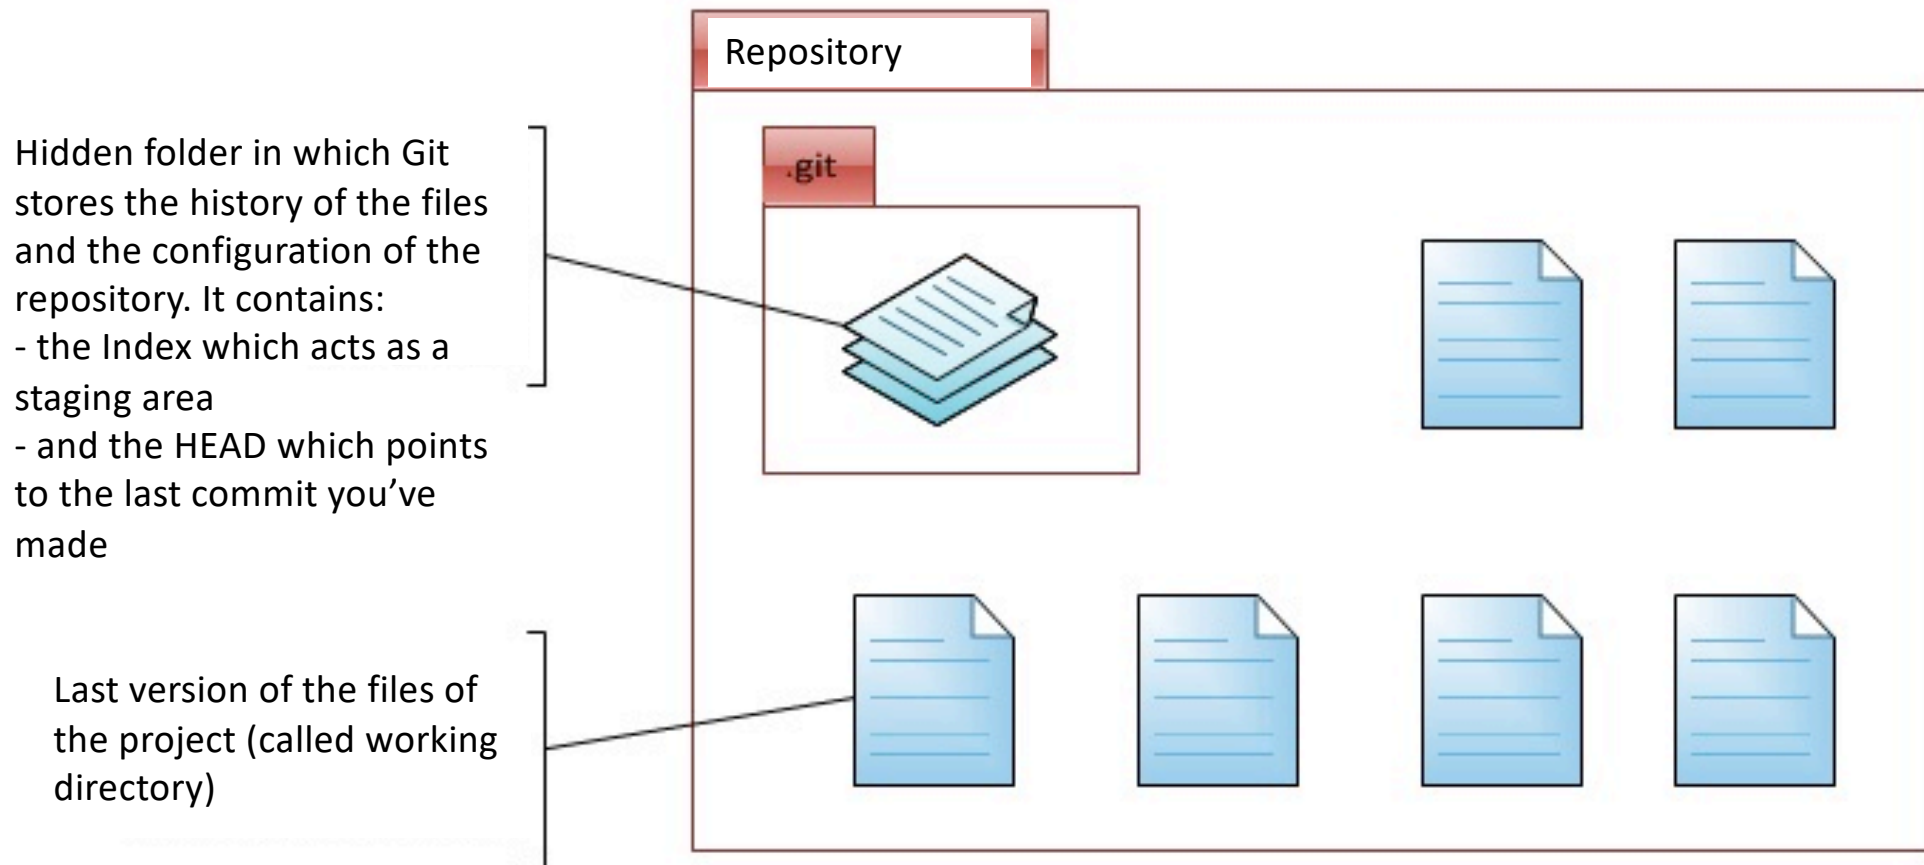 Repository
.git
Hidden folder in which Git
stores the history of the files
and the configuration of the
repository. It contains:
- the Index which acts as a
staging area
- and the HEAD which points
to the last commit you’ve
made
Last version of the files of
the project (called working
directory)